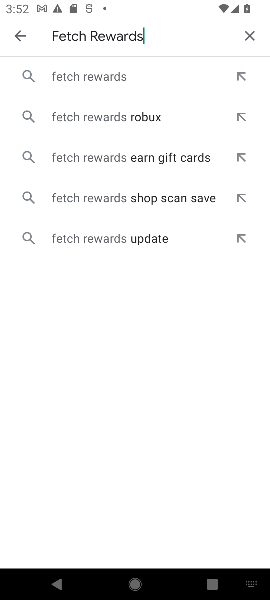 3:52
Fetch Rewards
fetch rewards
fetch rewards robux
fetch rewards earn gift cards
fetch rewards shop scan save
fetch rewards update